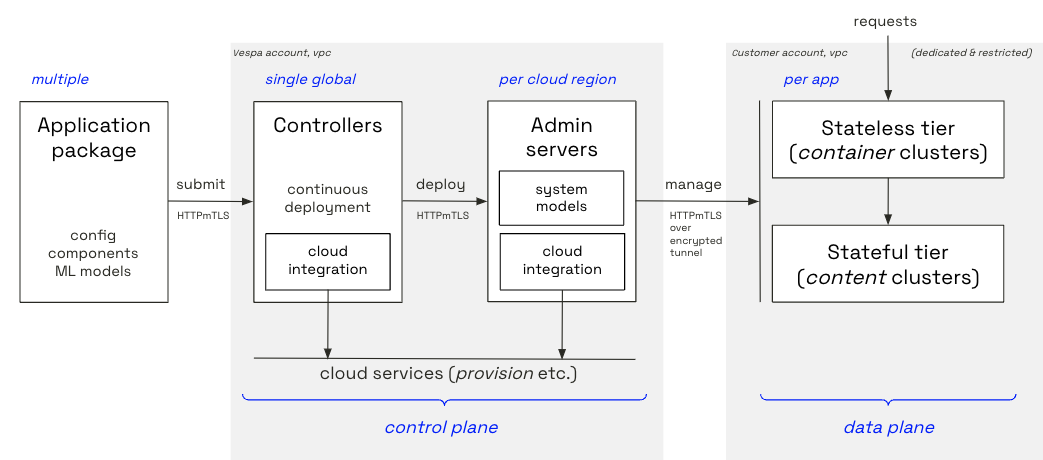 requests
Vespa account, vpc
Customer account, vpc
(dedicated & restricted)
multiple
single global
per cloud region
per app
Application
package
config
components
ML models
submit
HTTPmTLS
Controllers
continuous
deployment
cloud
integration
deploy
HTTPmTLS
Admin
servers
system
models
cloud
integration
manage
HTTPmTLS
over
encrypted
tunnel
Stateless tier
(container clusters)
Stateful tier
(content clusters)
cloud services (provision etc.)
control plane
data plane